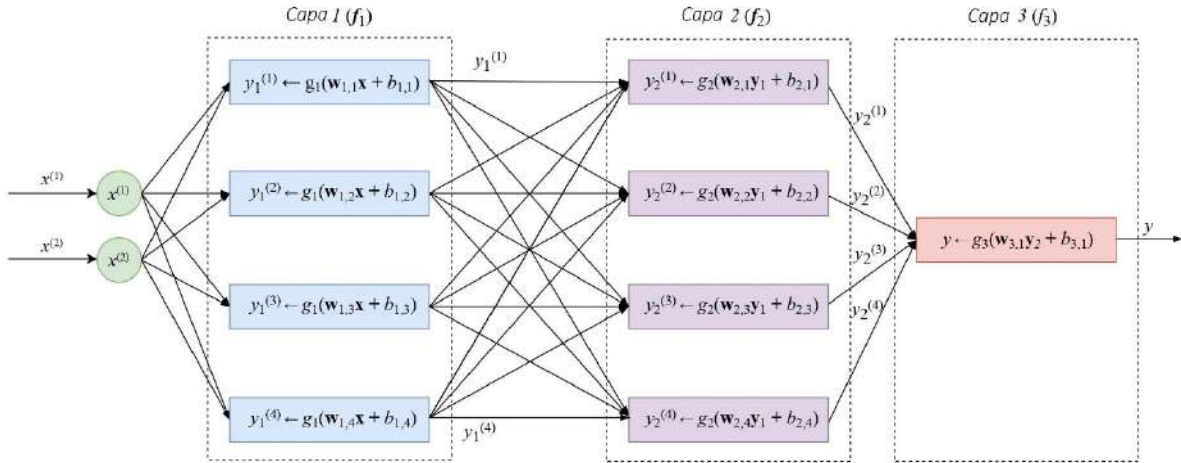 Capa 1 (f₁)
Capa 2 (f₂)
Capa 3 (f₃)
y₁⁽¹⁾ ← g₁(w₁,₁x + b₁,₁)
y₁⁽¹⁾
y₂⁽¹⁾ ← g₂(w₂,₁y₁ + b₂,₁)
y₂⁽¹⁾
x⁽¹⁾
x⁽¹⁾
y₁⁽²⁾ ← g₁(w₁,₂x + b₁,₂)
y₂⁽²⁾ ← g₂(w₂,₂y₁ + b₂,₂)
y₂⁽²⁾
x⁽²⁾
x⁽²⁾
y ← g₃(w₃,₁y₂ + b₃,₁)
y
y₁⁽³⁾ ← g₁(w₁,₃x + b₁,₃)
y₂⁽³⁾ ← g₂(w₂,₃y₁ + b₂,₃)
y₂⁽³⁾
y₂⁽⁴⁾
y₁⁽⁴⁾ ← g₁(w₁,₄x + b₁,₄)
y₁⁽⁴⁾
y₂⁽⁴⁾ ← g₂(w₂,₄y₁ + b₂,₄)